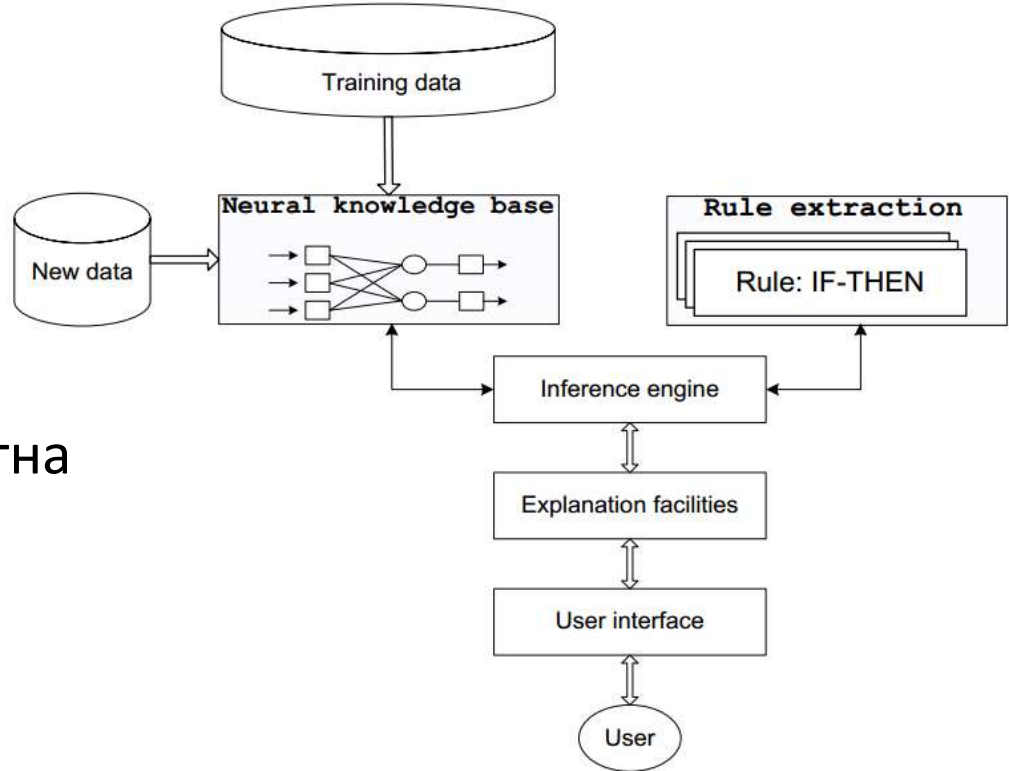 Training data
Neural knowledge base
Rule extraction
New data
Rule: IF-THEN
Inference engine
Explanation facilities
User interface
User